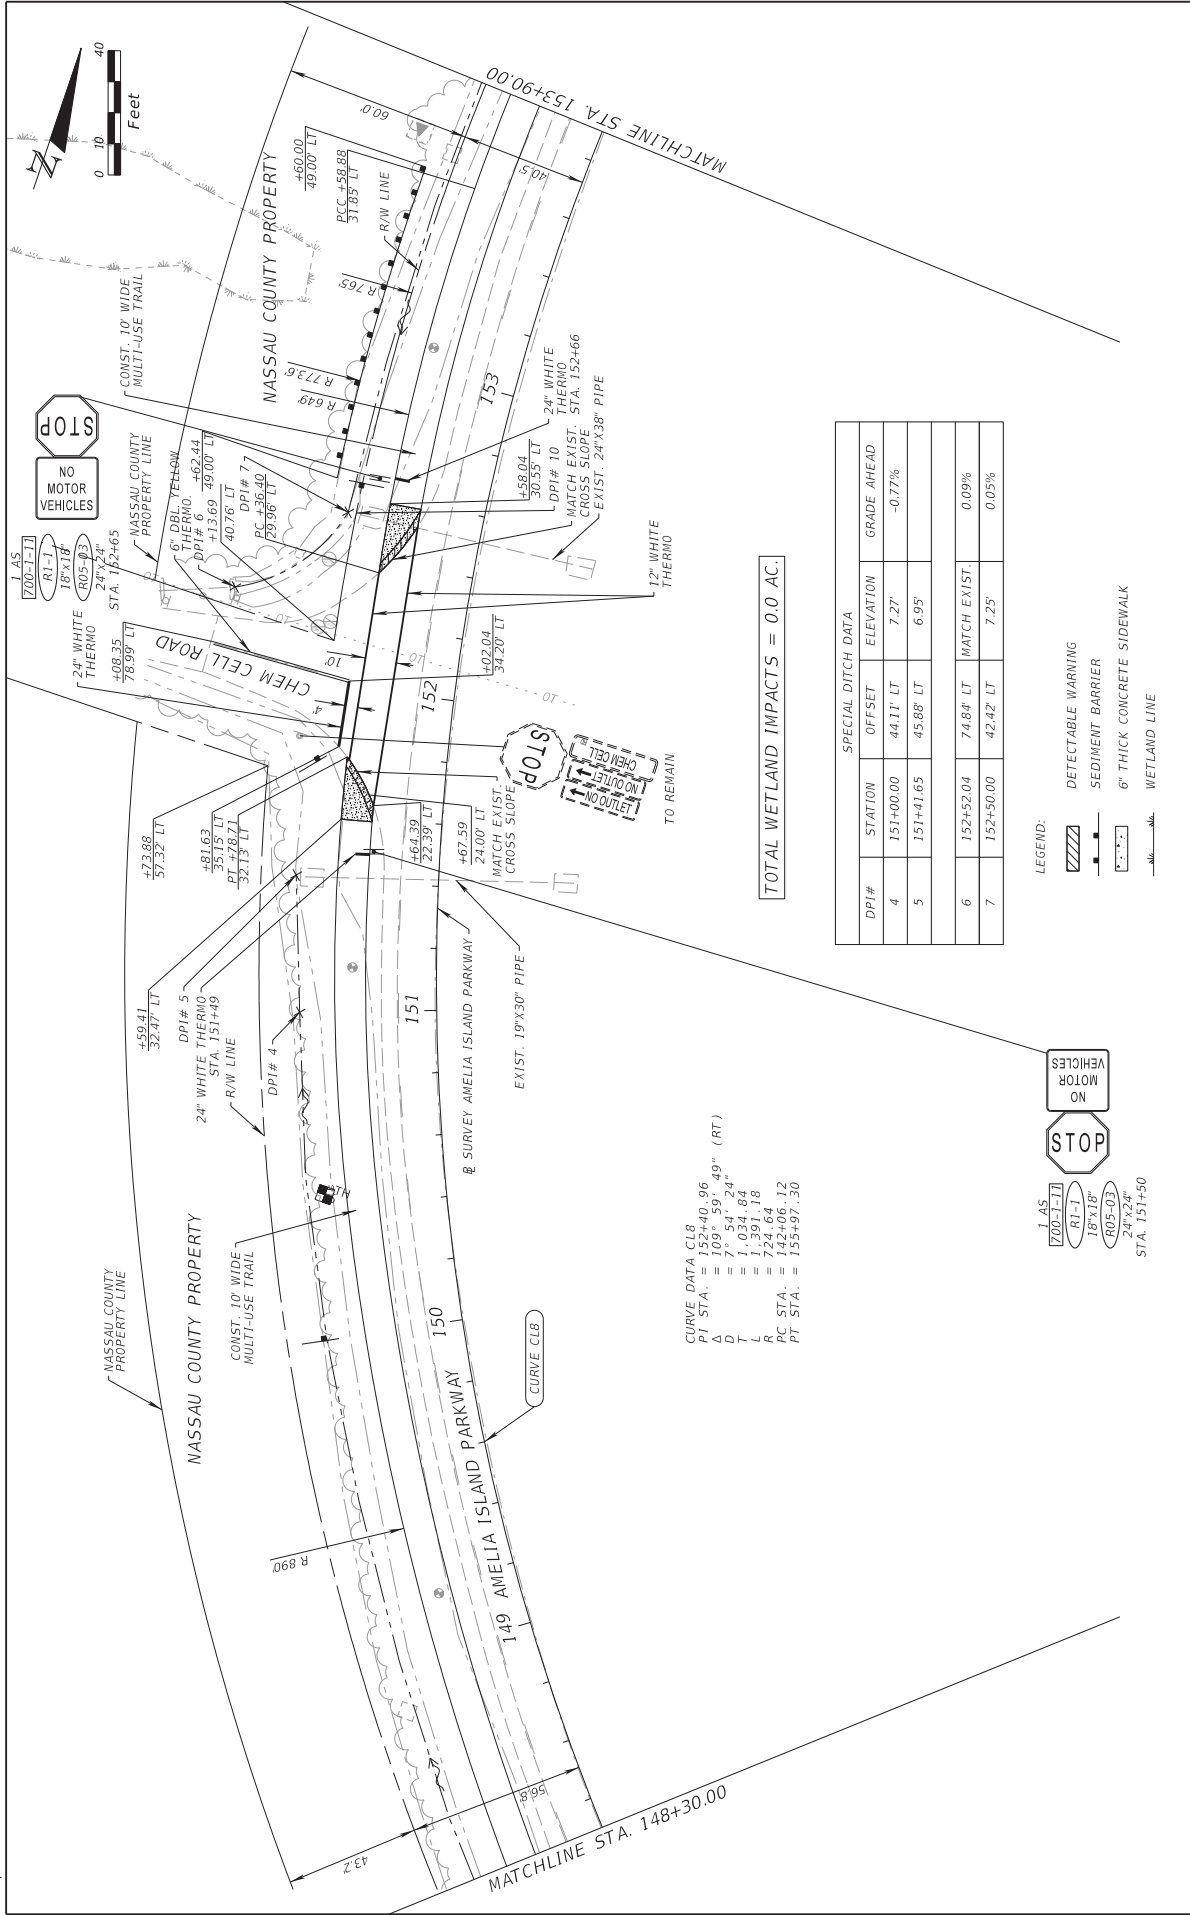 0 10 40
Feet
N
MATCHLINE STA. 153+90.00
60.0'
40.5'
NASSAU COUNTY PROPERTY
+60.00
49.00' LT
PCC +58.88
31.85' LT
R/W LINE
R 765'
R 773.6'
R 649'
CONST. 10' WIDE
MULTI-USE TRAIL
STOP
NO
MOTOR
VEHICLES
1 AS
700-1-11
R1-1
18"x18"
R05-03
24"x24"
STA. 152+65
NASSAU COUNTY
PROPERTY LINE
6" DBL. YELLOW
THERMO.
DPI# 6
+62.44
49.00' LT
+13.69
40.76' LT
DPI# 7
PC +36.40
29.96' LT
24" WHITE
THERMO
+08.35
78.99' LT
CHEM CELL ROAD
153
24" WHITE
THERMO
STA. 152+66
+58.04
30.55' LT
DPI# 10
MATCH EXIST.
CROSS SLOPE
EXIST. 24"X38" PIPE
12" WHITE
THERMO
10'
4'
+02.04
34.20' LT
152
STOP
CHEM CELL
NO OUTLET
NO OUTLET
TO REMAIN
+73.88
57.32' LT
+81.63
35.15' LT
PT +78.71
32.13' LT
+64.39
22.39' LT
+67.59
24.00' LT
MATCH EXIST.
CROSS SLOPE
+59.41
32.47' LT
DPI# 5
24" WHITE THERMO
STA. 151+49
R/W LINE
DPI# 4
151
℄ SURVEY AMELIA ISLAND PARKWAY
EXIST. 19"X30" PIPE
NASSAU COUNTY
PROPERTY LINE
NASSAU COUNTY PROPERTY
CONST. 10' WIDE
MULTI-USE TRAIL
150
CURVE CL8
R 890'
149 AMELIA ISLAND PARKWAY
43.2'
56.8'
MATCHLINE STA. 148+30.00
CURVE DATA CL8
PI STA. = 152+40.96
Δ = 109° 59' 49" (RT)
D = 7° 54' 24"
T = 1,034.84
L = 1,391.18
R = 724.64
PC STA. = 142+06.12
PT STA. = 155+97.30
TOTAL WETLAND IMPACTS = 0.0 AC.
SPECIAL DITCH DATA
DPI# STATION OFFSET ELEVATION GRADE AHEAD
4 151+00.00 44.11' LT 7.27' -0.77%
5 151+41.65 45.88' LT 6.95'
6 152+52.04 74.84' LT MATCH EXIST. 0.09%
7 152+50.00 42.42' LT 7.25' 0.05%
LEGEND:
DETECTABLE WARNING
SEDIMENT BARRIER
6" THICK CONCRETE SIDEWALK
WETLAND LINE
NO
MOTOR
VEHICLES
STOP
1 AS
700-1-11
R1-1
18"x18"
R05-03
24"x24"
STA. 151+50